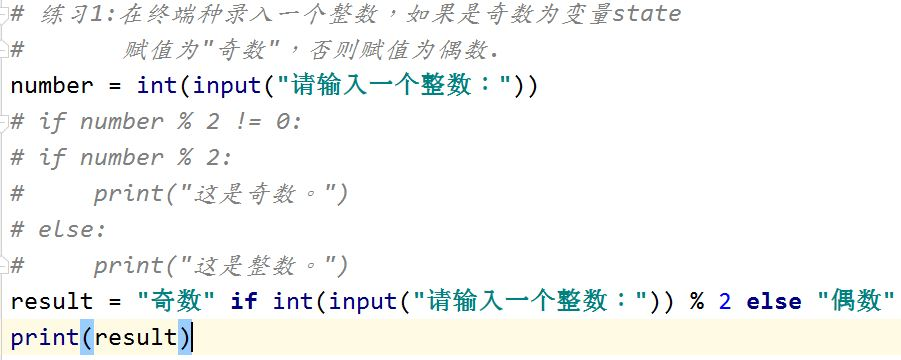 # 练习1:在终端种录入一个整数，如果是奇数为变量state
#       赋值为"奇数"，否则赋值为偶数.
number = int(input("请输入一个整数："))
# if number % 2 != 0:
# if number % 2:
#     print("这是奇数。")
# else:
#     print("这是整数。")
result = "奇数" if int(input("请输入一个整数:")) % 2 else "偶数"
print(result)